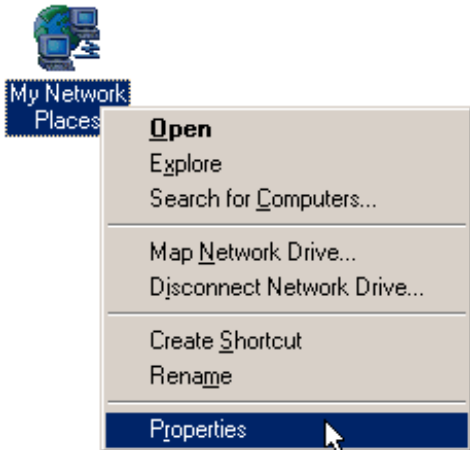 My Network
Places
Open
Explore
Search for Computers...
Map Network Drive...
Disconnect Network Drive...
Create Shortcut
Rename
Properties